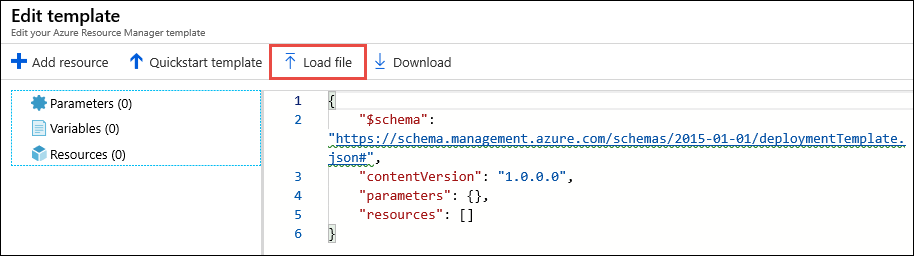 Edit template
Edit your Azure Resource Manager template
Add resource Quickstart template Load file Download
Parameters (0)
Variables (0)
Resources (0)
1 {
2 "$schema":
"https://schema.management.azure.com/schemas/2015-01-01/deploymentTemplate.
json#",
3 "contentVersion": "1.0.0.0",
4 "parameters": {},
5 "resources": []
6 }